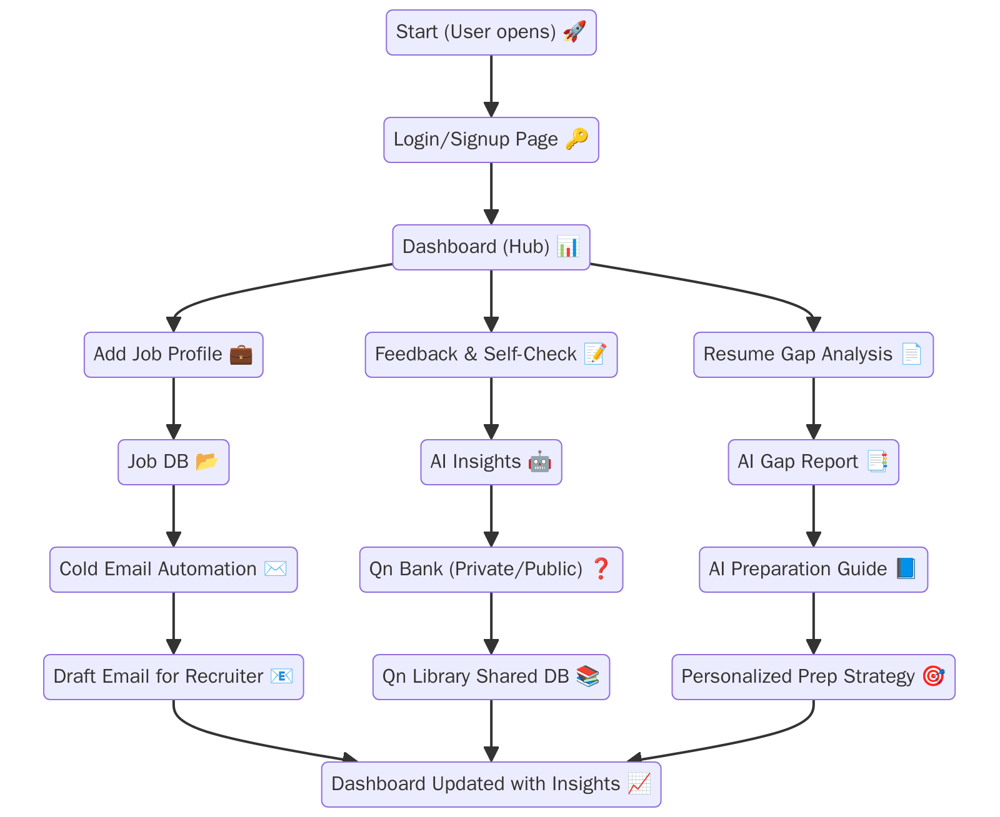 Start (User opens) 🚀
Login/Signup Page 🔑
Dashboard (Hub) 📊
Add Job Profile 💼
Feedback & Self-Check 📝
Resume Gap Analysis 📄
Job DB 📂
AI Insights 🤖
AI Gap Report 📑
Cold Email Automation ✉️
Qn Bank (Private/Public) ❓
AI Preparation Guide 📘
Draft Email for Recruiter 📧
Qn Library Shared DB 📚
Personalized Prep Strategy 🎯
Dashboard Updated with Insights 📈